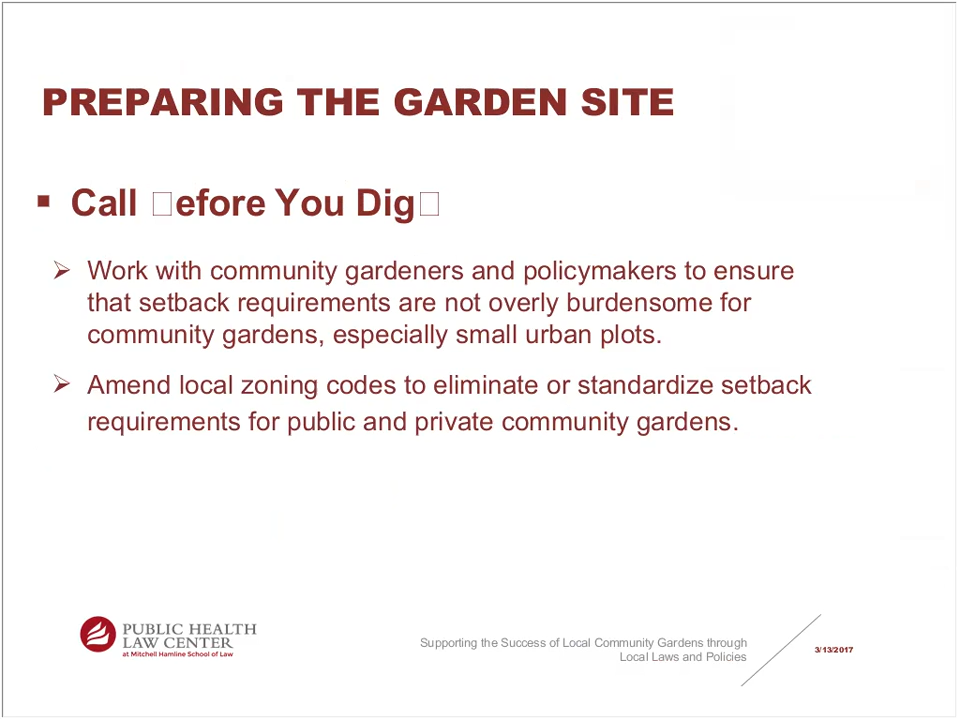 PREPARING THE GARDEN SITE
▪ Call □efore You Dig□
➢ Work with community gardeners and policymakers to ensure
that setback requirements are not overly burdensome for
community gardens, especially small urban plots.
➢ Amend local zoning codes to eliminate or standardize setback
requirements for public and private community gardens.
PUBLIC HEALTH
LAW CENTER
at Mitchell Hamline School of Law
Supporting the Success of Local Community Gardens through
Local Laws and Policies
3/13/2017